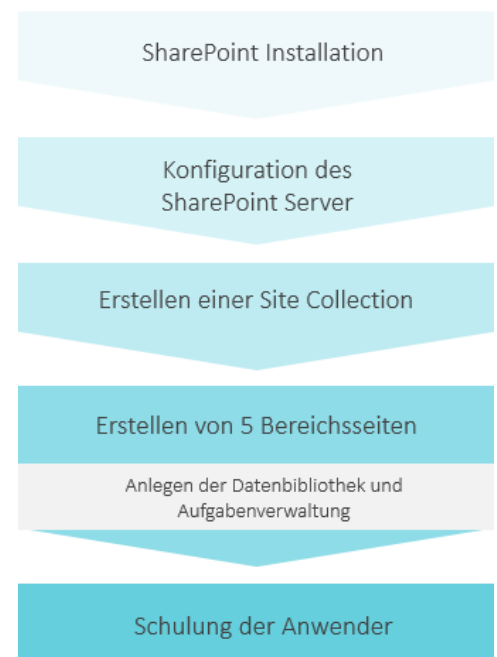 SharePoint Installation
Konfiguration des
SharePoint Server
Erstellen einer Site Collection
Erstellen von 5 Bereichsseiten
Anlegen der Datenbibliothek und
Aufgabenverwaltung
Schulung der Anwender